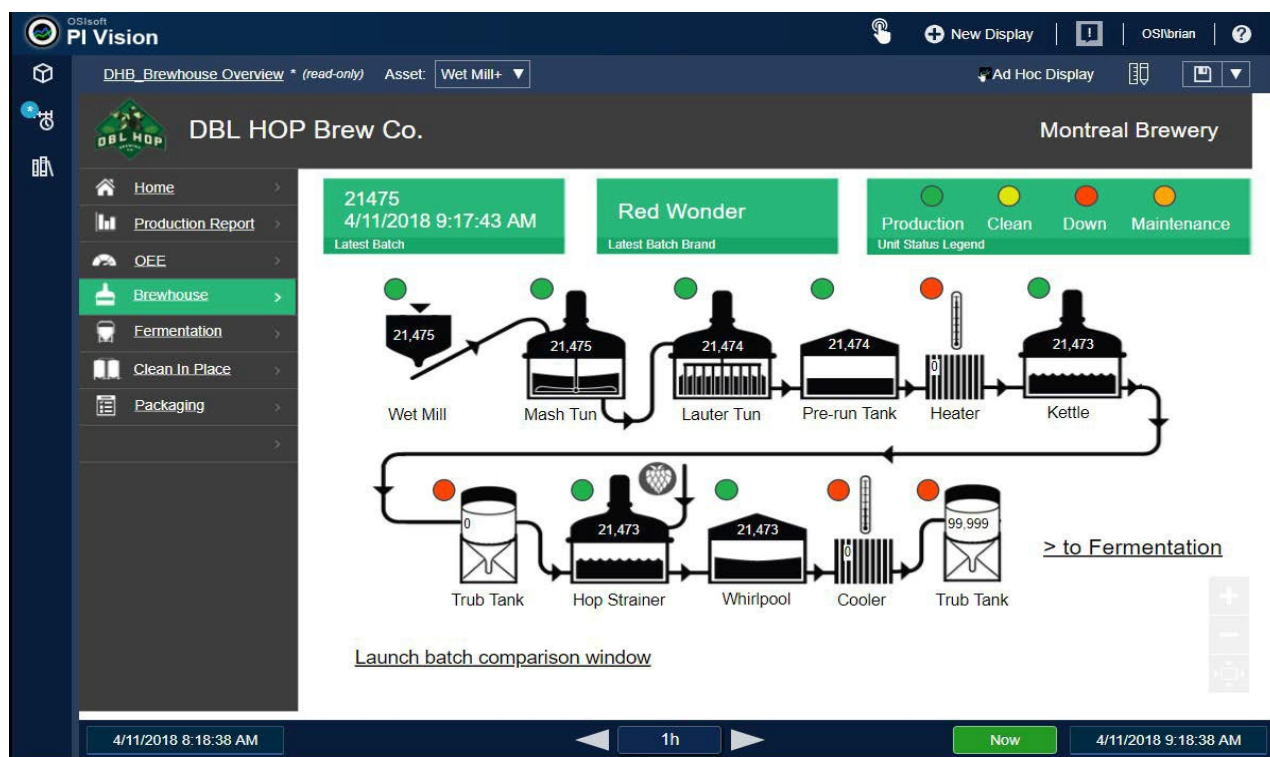 OSIsoft
PI Vision
New Display
OSI\brian
?
DHB_Brewhouse Overview * (read-only) Asset: Wet Mill+
Ad Hoc Display
DBL HOP
DBL HOP Brew Co.
Montreal Brewery
Home
Production Report
OEE
Brewhouse
Fermentation
Clean In Place
Packaging
21475
4/11/2018 9:17:43 AM
Latest Batch
Red Wonder
Latest Batch Brand
Production Clean Down Maintenance
Unit Status Legend
21,475
21,475
21,474
21,474
0
21,473
Wet Mill Mash Tun Lauter Tun Pre-run Tank Heater Kettle
0
21,473
21,473
0
99,999
> to Fermentation
Trub Tank Hop Strainer Whirlpool Cooler Trub Tank
Launch batch comparison window
4/11/2018 8:18:38 AM
1h
Now
4/11/2018 9:18:38 AM